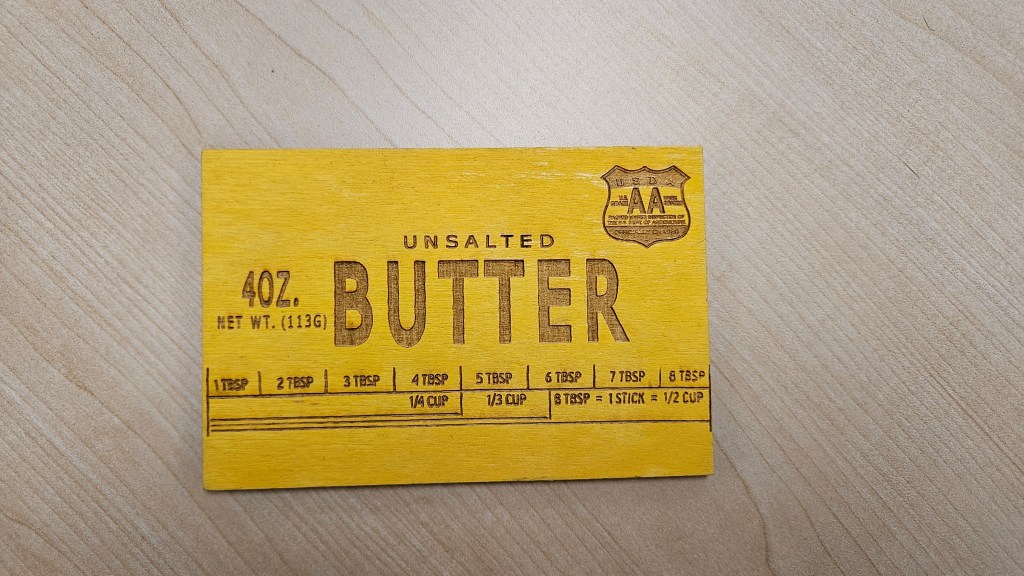 USDA
AA
UNSALTED
BUTTER
4OZ.
NET WT. (113G)
1 TBSP 2 TBSP 3 TBSP 4 TBSP 5 TBSP 6 TBSP 7 TBSP 8 TBSP
1/4 CUP 1/3 CUP 8 TBSP = 1 STICK = 1/2 CUP